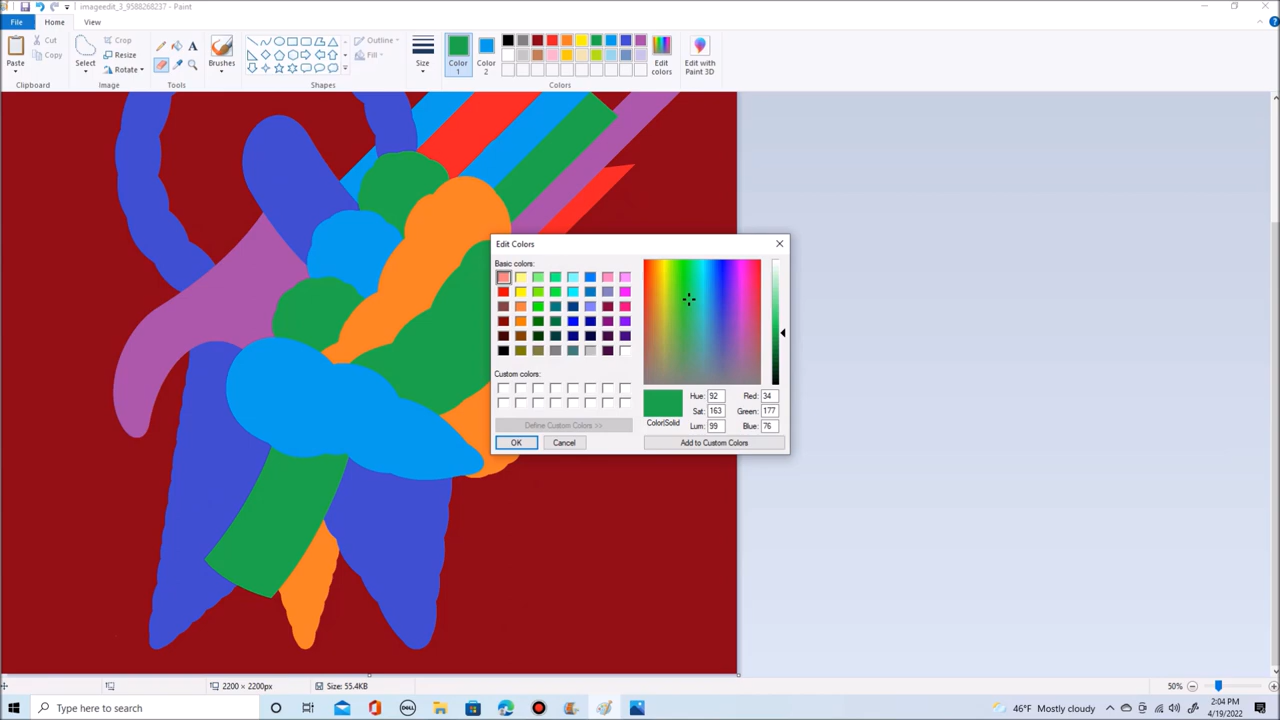 imageedit_3_9588268237 - Paint
File
Home
View
Paste
Cut
Copy
Clipboard
Select
Crop
Resize
Rotate
Image
A
Tools
Brushes
Outline
Fill
Shapes
Size
Color 1
Color 2
Edit colors
Edit with Paint 3D
Colors
Edit Colors
Basic colors:
Custom colors:
Define Custom Colors >>
OK
Cancel
Color|Solid
Hue: 92
Sat: 163
Lum: 99
Red: 34
Green: 177
Blue: 76
Add to Custom Colors
2200 × 2200px
Size: 55.4KB
50%
Type here to search
DELL
46°F Mostly cloudy
2:04 PM
4/19/2022